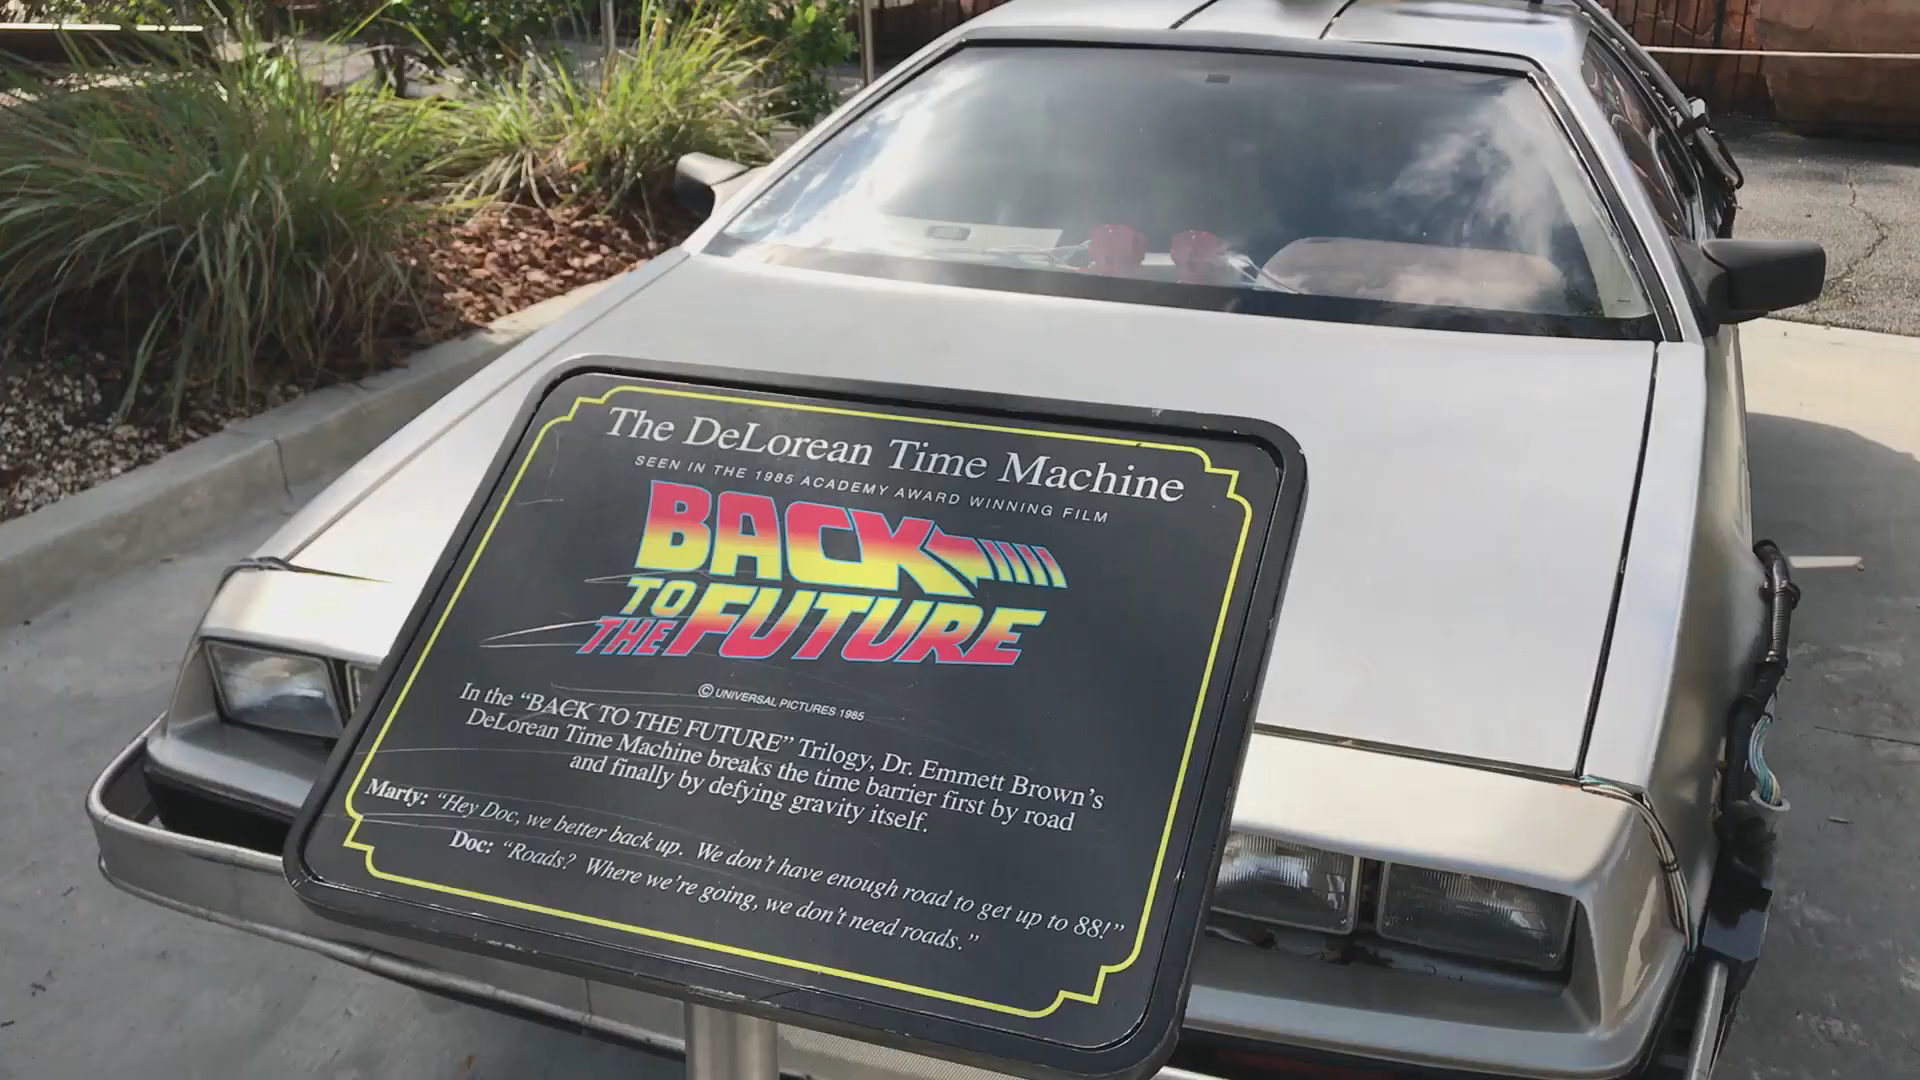 The DeLorean Time Machine
SEEN IN THE 1985 ACADEMY AWARD WINNING FILM
BACK
TO
THE FUTURE
© UNIVERSAL PICTURES 1985
In the “BACK TO THE FUTURE” Trilogy, Dr. Emmett Brown’s
DeLorean Time Machine breaks the time barrier first by road
and finally by defying gravity itself.
Marty: “Hey Doc, we better back up. We don’t have enough road to get up to 88!”
Doc: “Roads? Where we’re going, we don’t need roads.”